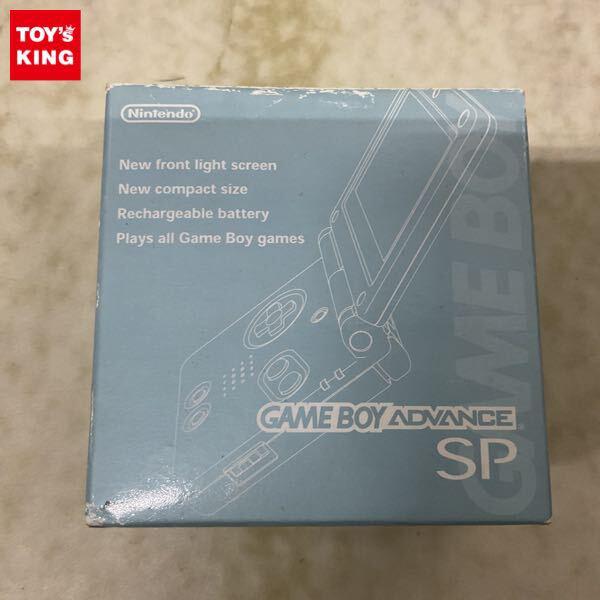 TOY'S
KING
Nintendo
New front light screen
New compact size
Rechargeable battery
Plays all Game Boy games
GAME BOY
GAME BOY ADVANCE
SP